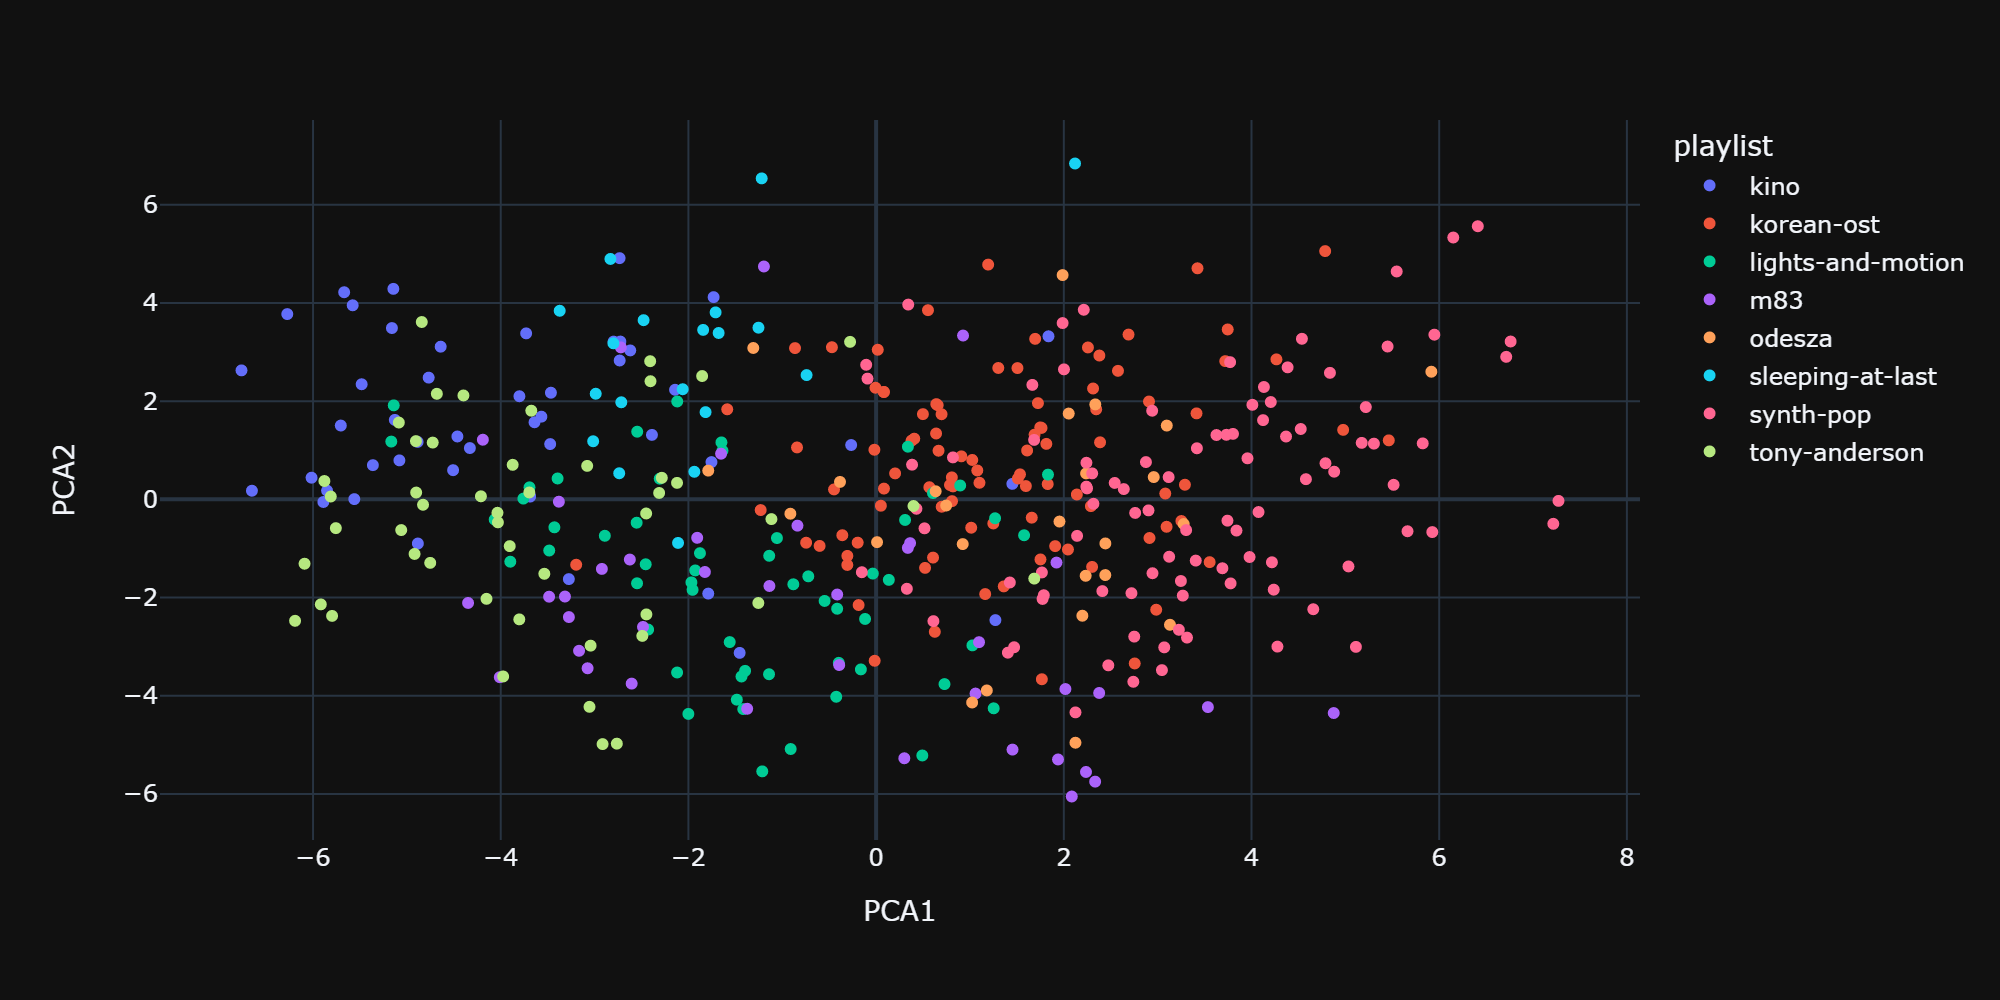 playlist
kino
korean-ost
lights-and-motion
m83
odesza
sleeping-at-last
synth-pop
tony-anderson
PCA2
6
4
2
0
−2
−4
−6
−6
−4
−2
0
2
4
6
8
PCA1